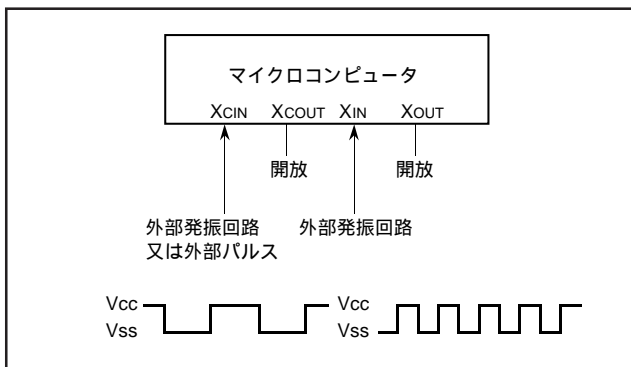 マイクロコンピュータ
XCIN XCOUT XIN XOUT
開放 開放
外部発振回路 外部発振回路
又は外部パルス
Vcc Vcc
Vss Vss